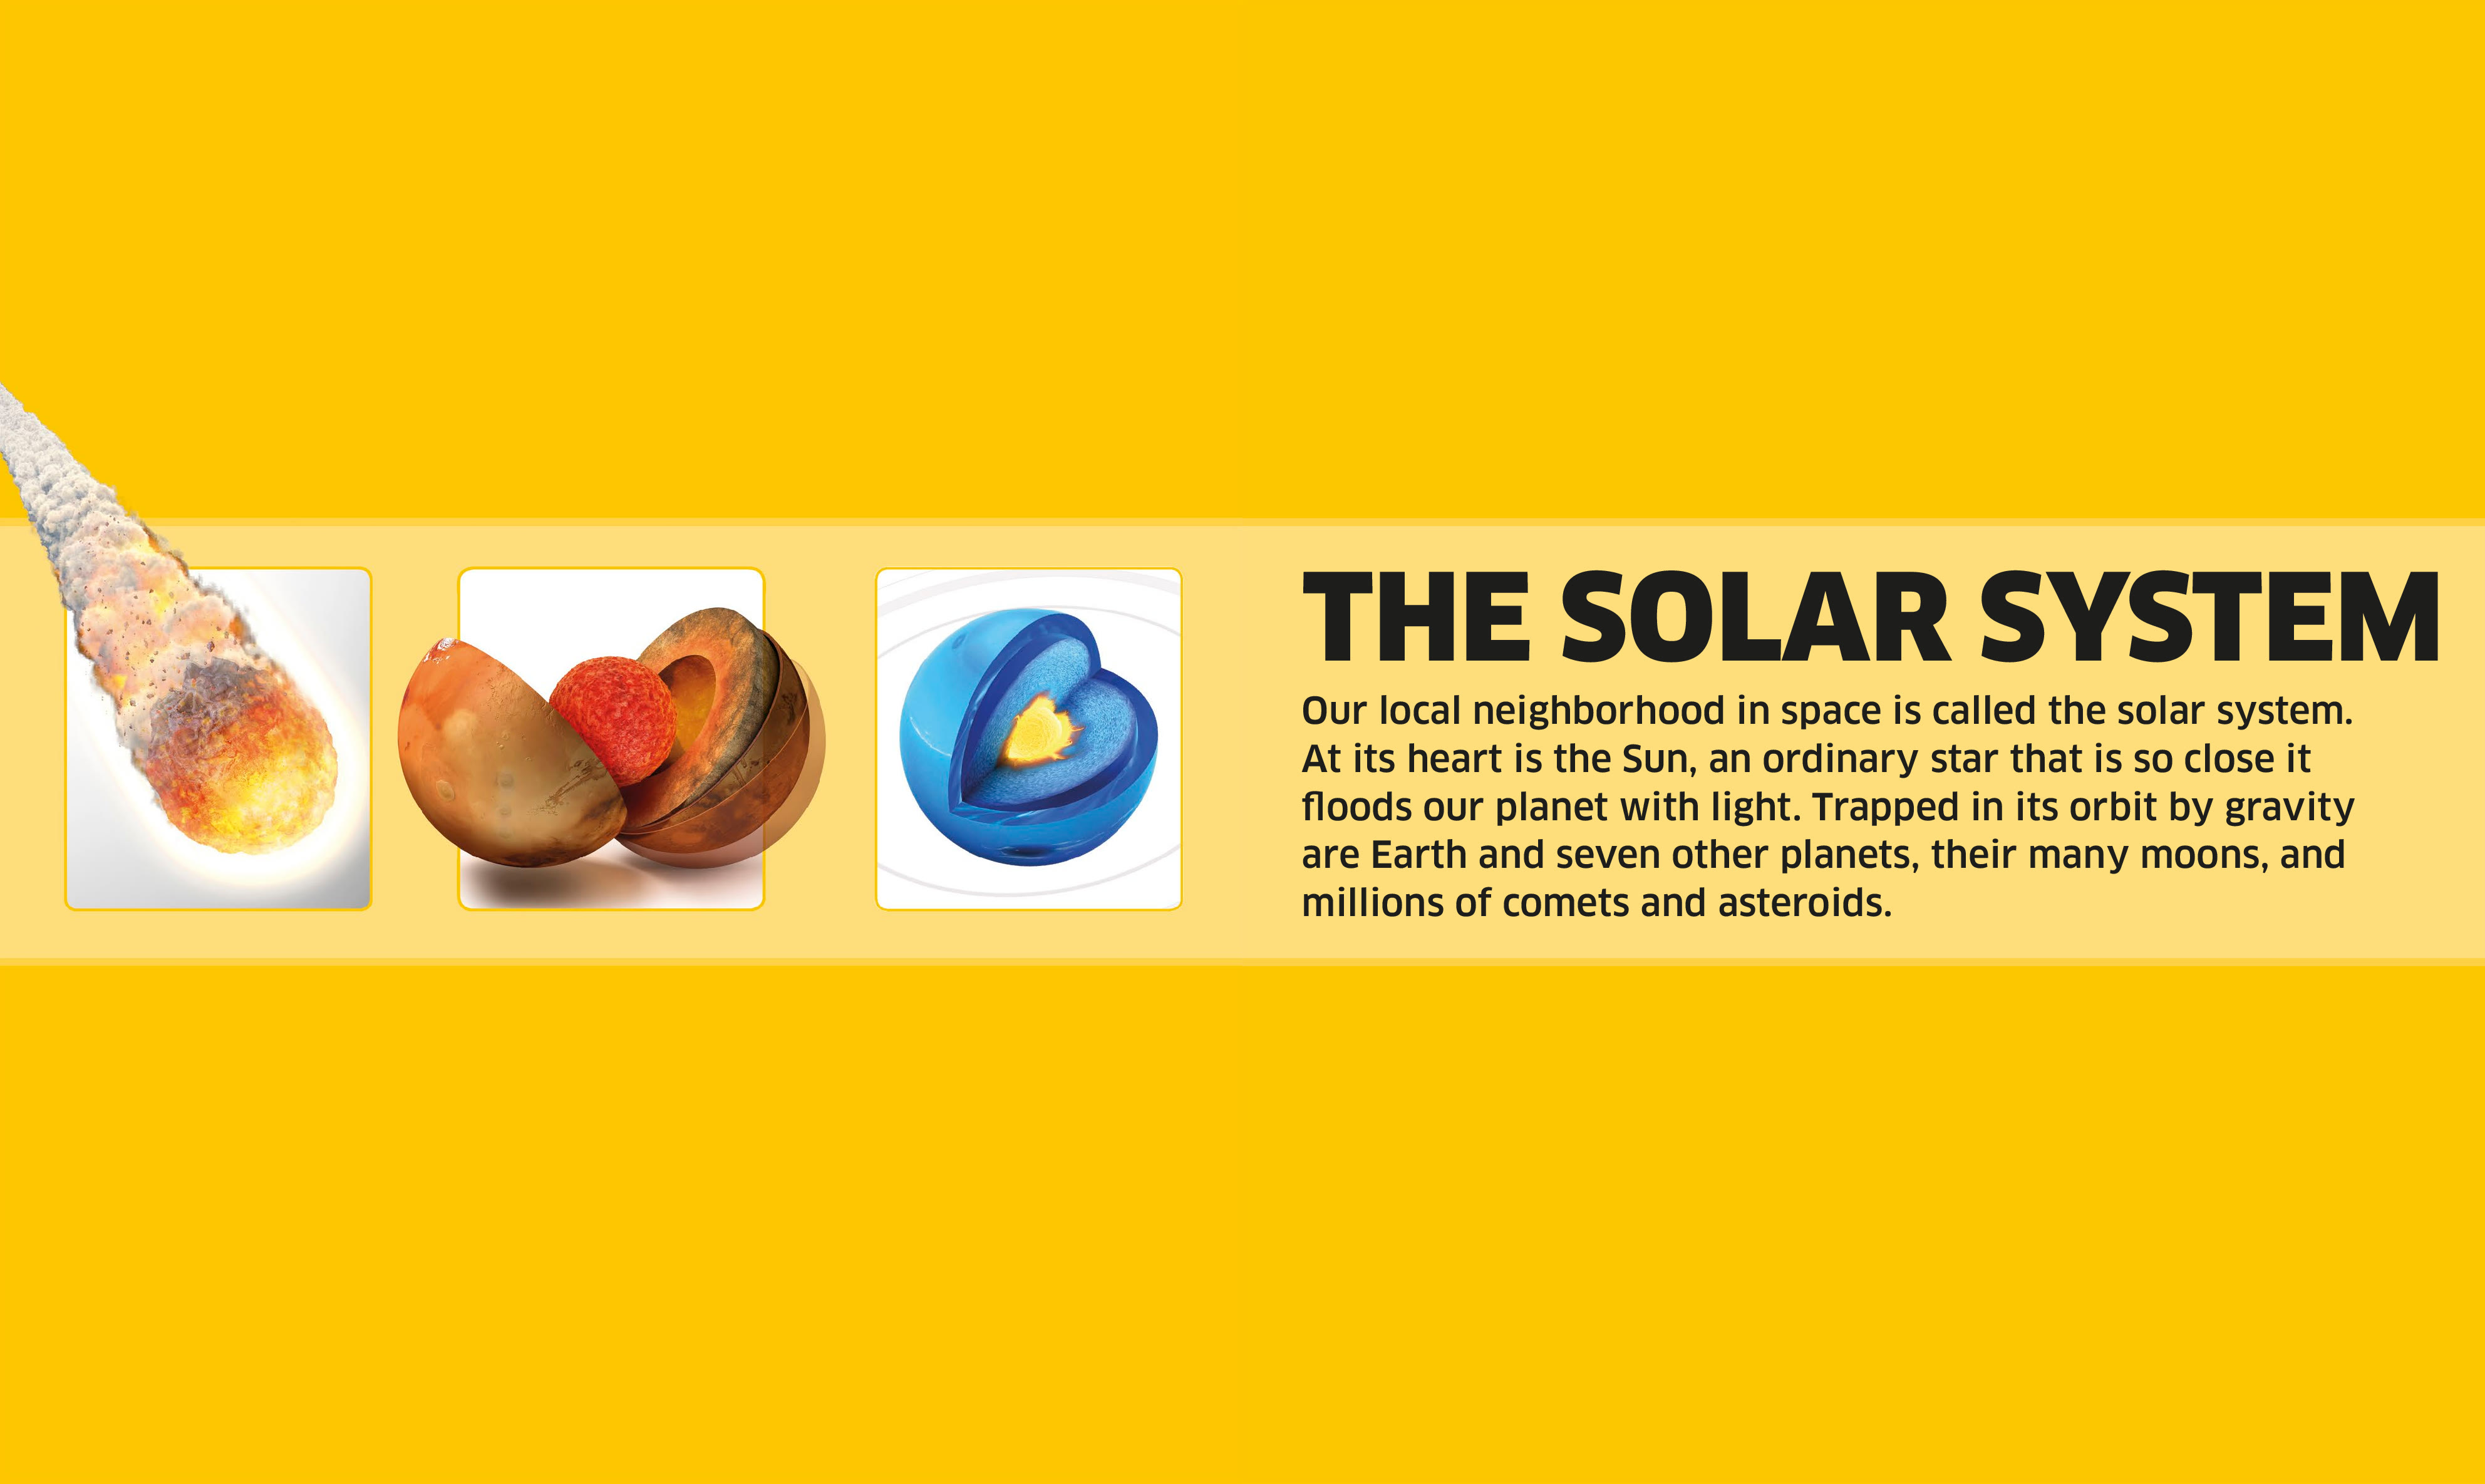 THE SOLAR SYSTEM
Our local neighborhood in space is called the solar system.
At its heart is the Sun, an ordinary star that is so close it
floods our planet with light. Trapped in its orbit by gravity
are Earth and seven other planets, their many moons, and
millions of comets and asteroids.